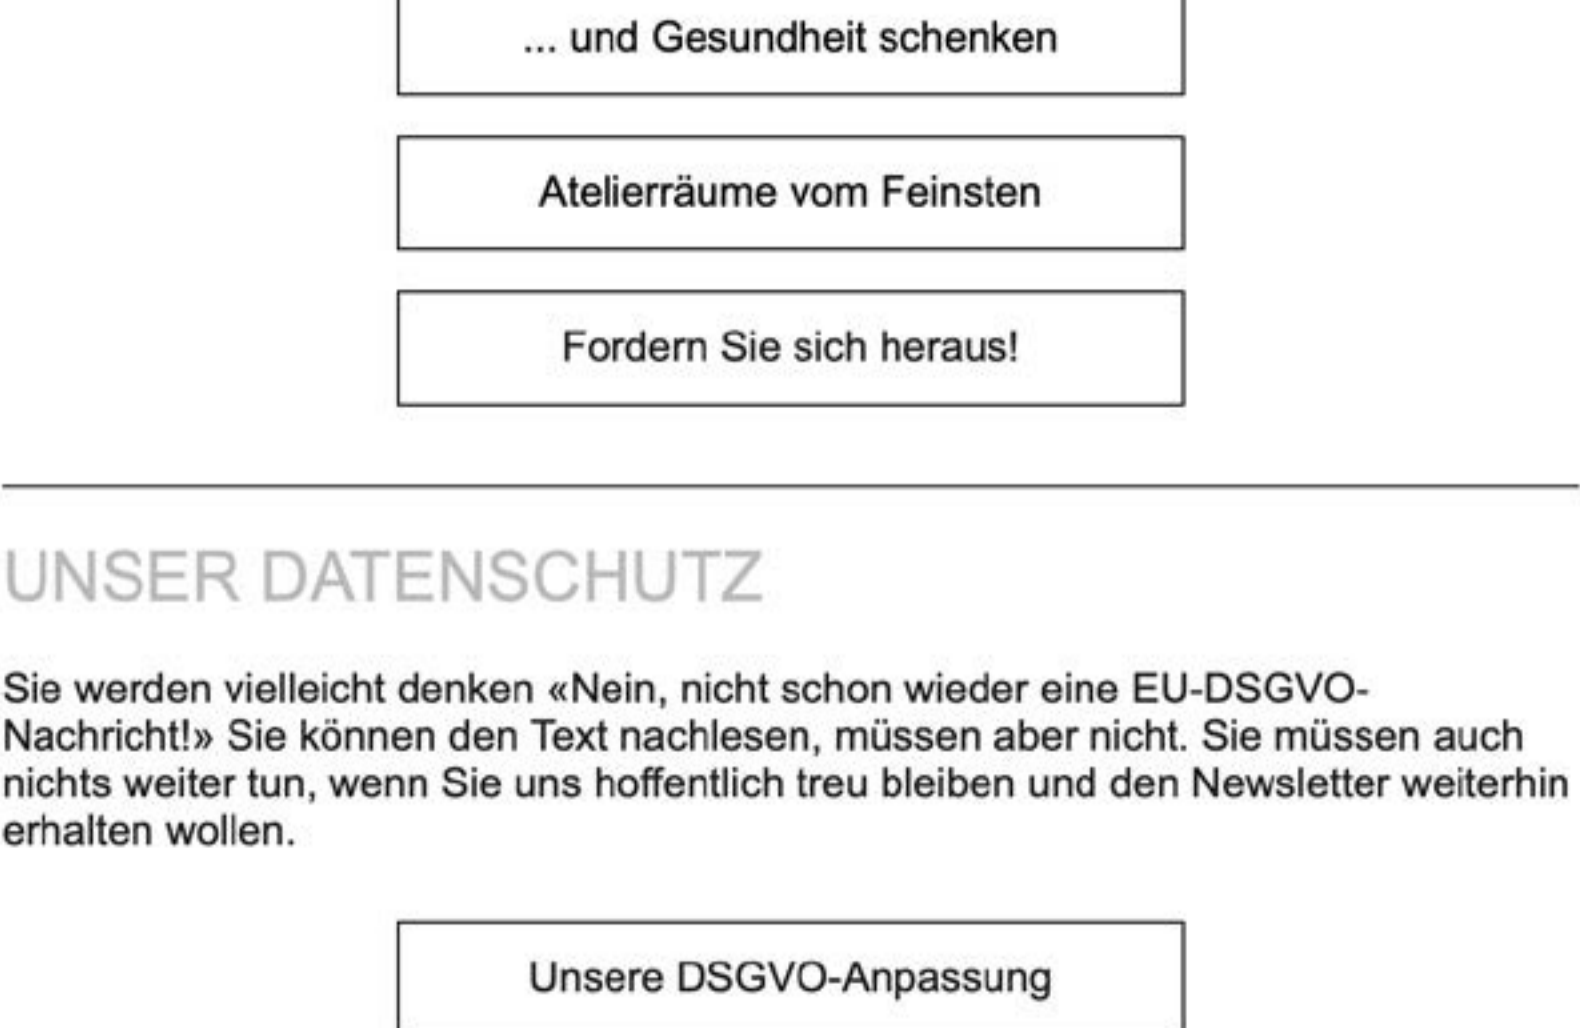 ... und Gesundheit schenken
Atelierräume vom Feinsten
Fordern Sie sich heraus!
UNSER DATENSCHUTZ
Sie werden vielleicht denken «Nein, nicht schon wieder eine EU-DSGVO-
Nachricht!» Sie können den Text nachlesen, müssen aber nicht. Sie müssen auch
nichts weiter tun, wenn Sie uns hoffentlich treu bleiben und den Newsletter weiterhin
erhalten wollen.
Unsere DSGVO-Anpassung